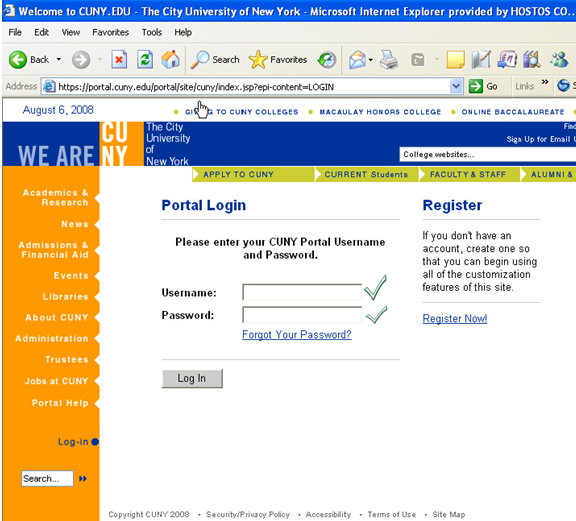 Welcome to CUNY.EDU - The City University of New York - Microsoft Internet Explorer provided by HOSTOS CO...
File Edit View Favorites Tools Help
Back Search Favorites
Address https://portal.cuny.edu/portal/site/cuny/index.jsp?epi-content=LOGIN Go Links
August 6, 2008 TO CUNY COLLEGES MACAULAY HONORS COLLEGE ONLINE BACCALAUREATE
WE ARE
CU
NY
The City
University
of
New York
Sign Up for Email
College websites...
APPLY TO CUNY CURRENT Students FACULTY & STAFF ALUMNI &
Academics &
Research
News
Admissions &
Financial Aid
Events
Libraries
About CUNY
Administration
Trustees
Jobs at CUNY
Portal Help
Log-in
Search...
Portal Login
Please enter your CUNY Portal Username
and Password.
Username:
Password:
Forgot Your Password?
Log In
Register
If you don't have an
account, create one so
that you can begin using
all of the customization
features of this site.
Register Now!
Copyright CUNY 2008 • Security/Privacy Policy • Accessibility • Terms of Use • Site Map